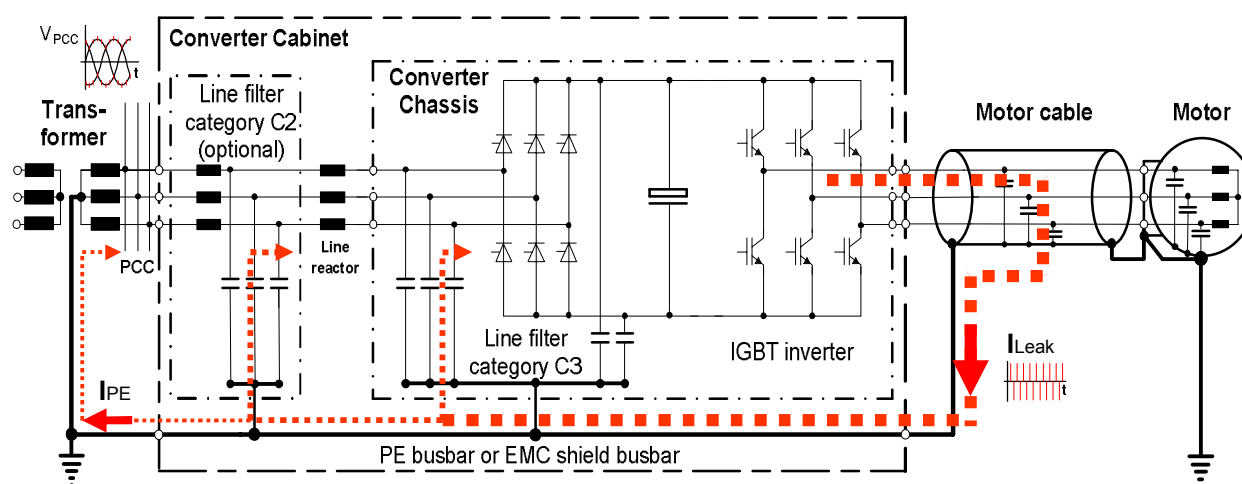 VPCC
t
Converter Cabinet
Trans-
former
Line filter
category C2
(optional)
Converter
Chassis
Motor cable
Motor
PCC
Line
reactor
Line filter
category C3
IGBT inverter
ILeak
t
IPE
PE busbar or EMC shield busbar